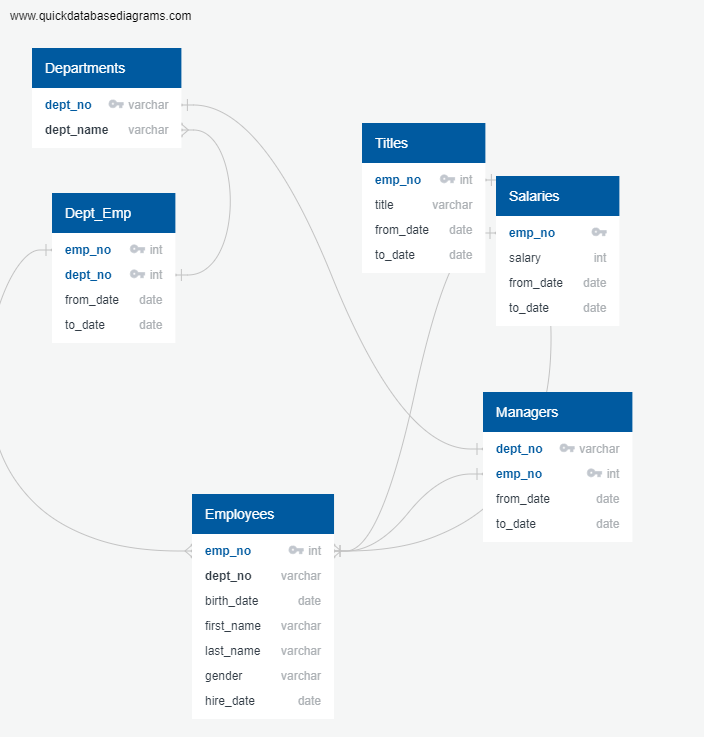 www.quickdatabasediagrams.com
Departments
dept_no varchar
dept_name varchar
Dept_Emp
emp_no int
dept_no int
from_date date
to_date date
Titles
emp_no int
title varchar
from_date date
to_date date
Salaries
emp_no
salary int
from_date date
to_date date
Managers
dept_no varchar
emp_no int
from_date date
to_date date
Employees
emp_no int
dept_no varchar
birth_date date
first_name varchar
last_name varchar
gender varchar
hire_date date